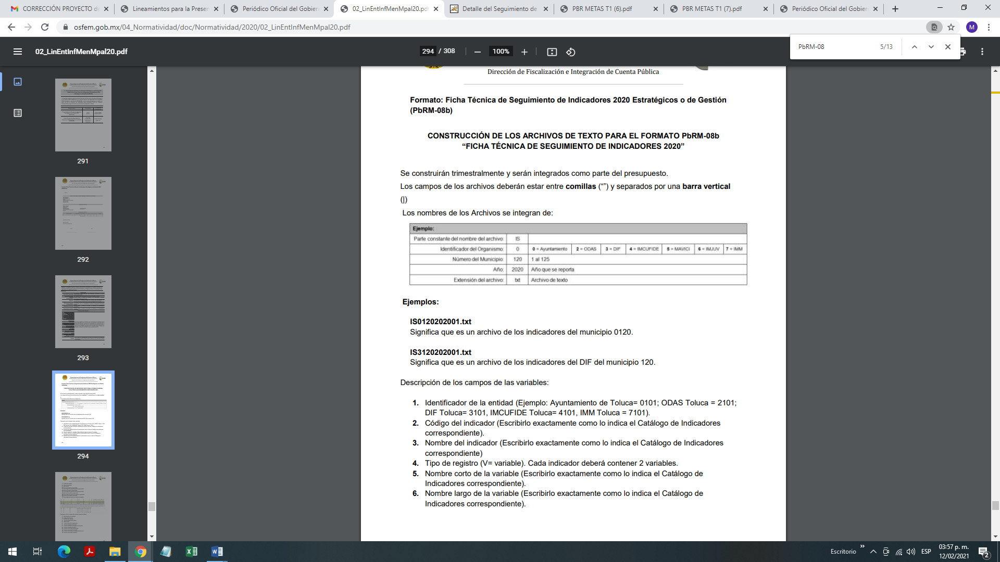 CORRECCIÓN PROYECTO de
Lineamientos para la Presen
Periódico Oficial del Gobiern
02_LinEntInfMenMpal20.pdf
Detalle del Seguimiento de
PBR METAS T1 (6).pdf
PBR METAS T1 (7).pdf
Periódico Oficial del Gobiern
osfem.gob.mx/04_Normatividad/doc/Normatividad/2020/02_LinEntInfMenMpal20.pdf
M
02_LinEntInfMenMpal20.pdf
294 / 308
100%
PbRM-08
5/13
291
292
293
294
Dirección de Fiscalización e Integración de Cuenta Pública
Formato: Ficha Técnica de Seguimiento de Indicadores 2020 Estratégicos o de Gestión
(PbRM-08b)
CONSTRUCCIÓN DE LOS ARCHIVOS DE TEXTO PARA EL FORMATO PbRM-08b
“FICHA TÉCNICA DE SEGUIMIENTO DE INDICADORES 2020”
Se construirán trimestralmente y serán integrados como parte del presupuesto.
Los campos de los archivos deberán estar entre comillas (“”) y separados por una barra vertical
(|)
Los nombres de los Archivos se integran de:
Ejemplo:
Parte constante del nombre del archivo: IS
Identificador del Organismo: 0 0 = Ayuntamiento 2 = ODAS 3 = DIF 4 = IMCUFIDE 5 = MAVICI 6 = IMJUV 7 = IMM
Número del Municipio: 120 1 al 125
Año: 2020 Año que se reporta
Extensión del archivo: txt Archivo de texto
Ejemplos:
IS0120202001.txt
Significa que es un archivo de los indicadores del municipio 0120.
IS3120202001.txt
Significa que es un archivo de los indicadores del DIF del municipio 120.
Descripción de los campos de las variables:
1. Identificador de la entidad (Ejemplo: Ayuntamiento de Toluca= 0101; ODAS Toluca = 2101;
DIF Toluca= 3101, IMCUFIDE Toluca= 4101, IMM Toluca = 7101).
2. Código del indicador (Escribirlo exactamente como lo indica el Catálogo de Indicadores
correspondiente).
3. Nombre del indicador (Escribirlo exactamente como lo indica el Catálogo de Indicadores
correspondiente)
4. Tipo de registro (V= variable). Cada indicador deberá contener 2 variables.
5. Nombre corto de la variable (Escribirlo exactamente como lo indica el Catálogo de
Indicadores correspondiente).
6. Nombre largo de la variable (Escribirlo exactamente como lo indica el Catálogo de
Indicadores correspondiente).
Escritorio
ESP
03:57 p. m.
12/02/2021
2